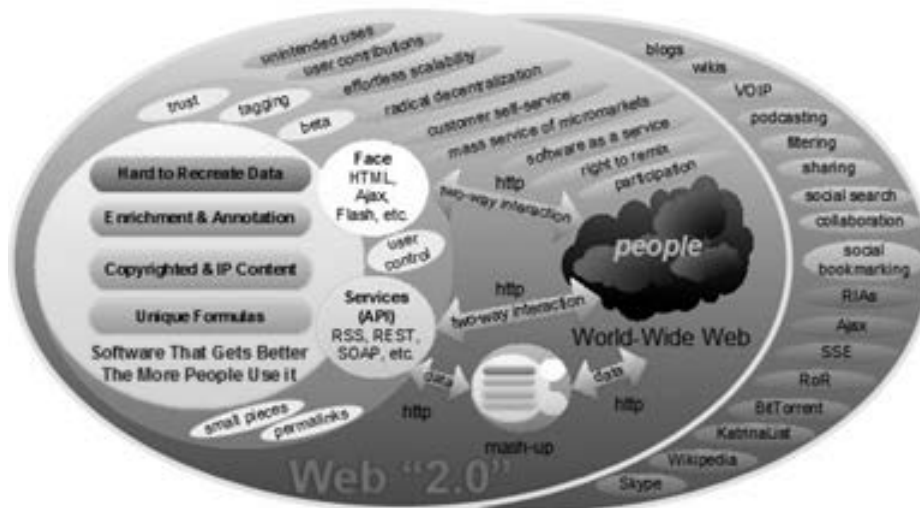 unintended uses
user contributions
effortless scalability
radical decentralization
customer self-service
mass service of micromarkets
software as a service
right to remix
participation
trust
tagging
beta
Hard to Recreate Data
Enrichment & Annotation
Copyrighted & IP Content
Unique Formulas
Software That Gets Better
The More People Use it
Face
HTML,
Ajax,
Flash, etc.
user
control
Services
(API)
RSS, REST,
SOAP, etc
http
two-way interaction
http
two-way interaction
people
World-Wide Web
data
http
mash-up
data
http
small pieces
permalinks
Web "2.0"
blogs
wikis
VOIP
podcasting
filtering
sharing
social search
collaboration
social
bookmarking
RIAs
Ajax
SSE
RoR
BitTorrent
KatrinaList
Wikipedia
Skype